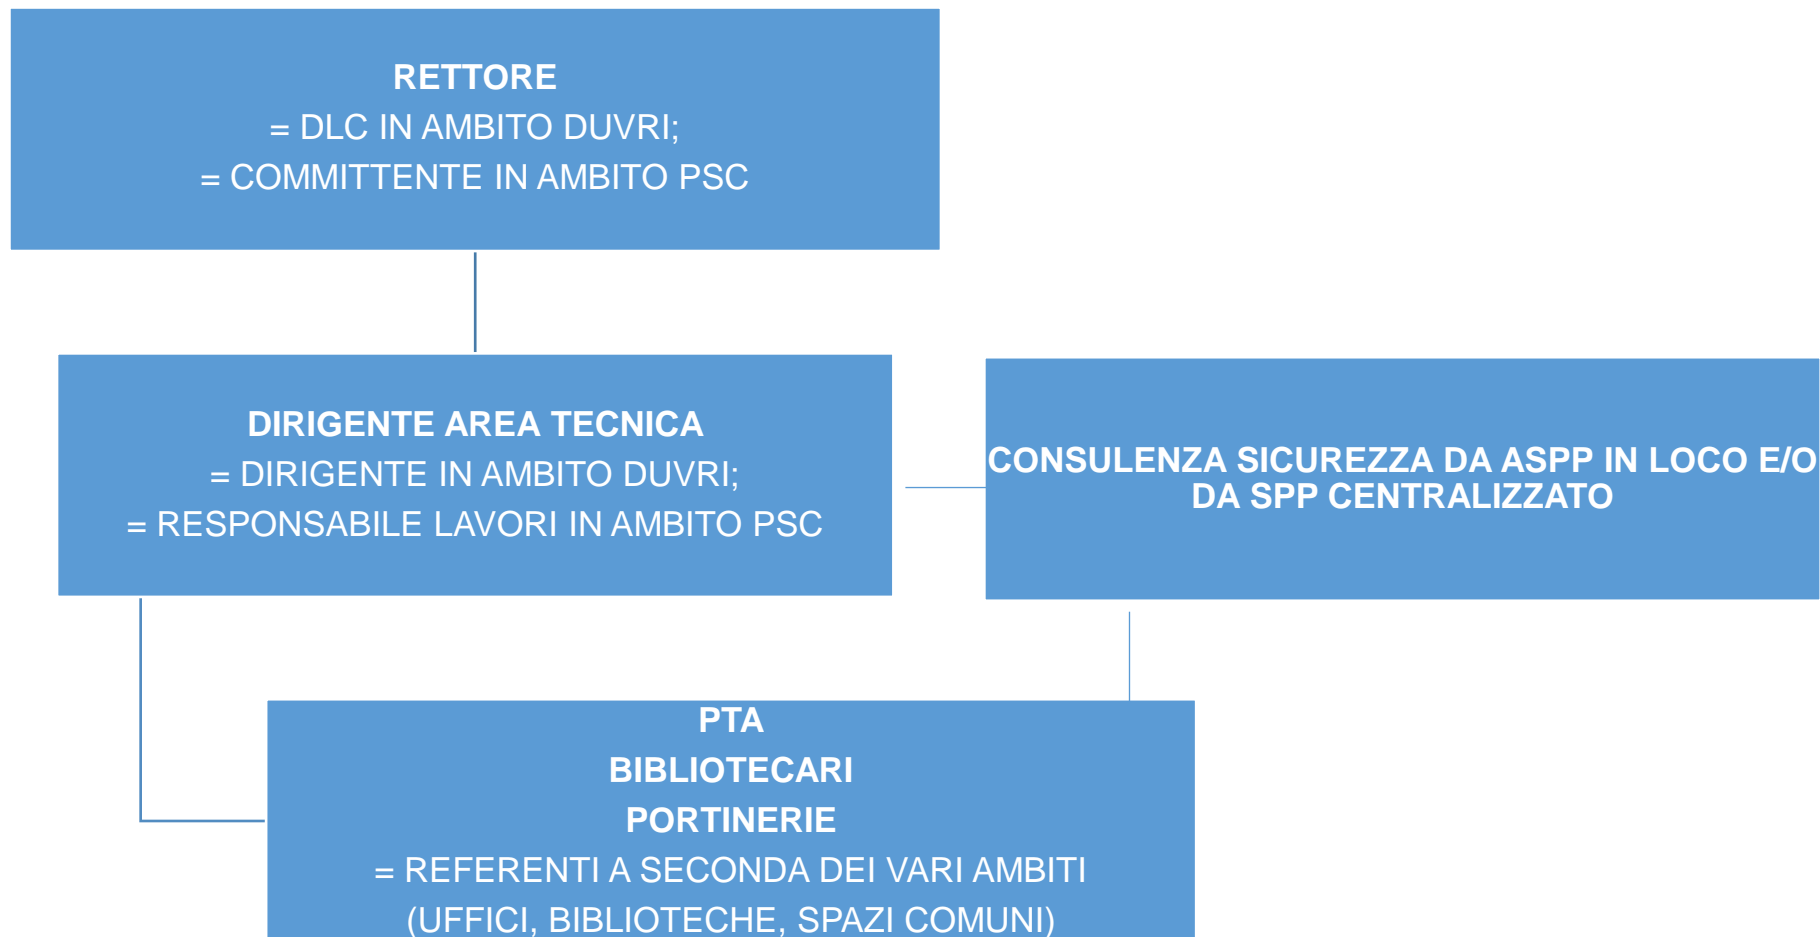 RETTORE
= DLC IN AMBITO DUVRI;
= COMMITTENTE IN AMBITO PSC
DIRIGENTE AREA TECNICA
= DIRIGENTE IN AMBITO DUVRI;
= RESPONSABILE LAVORI IN AMBITO PSC
CONSULENZA SICUREZZA DA ASPP IN LOCO E/O
DA SPP CENTRALIZZATO
PTA
BIBLIOTECARI
PORTINERIE
= REFERENTI A SECONDA DEI VARI AMBITI
(UFFICI, BIBLIOTECHE, SPAZI COMUNI)